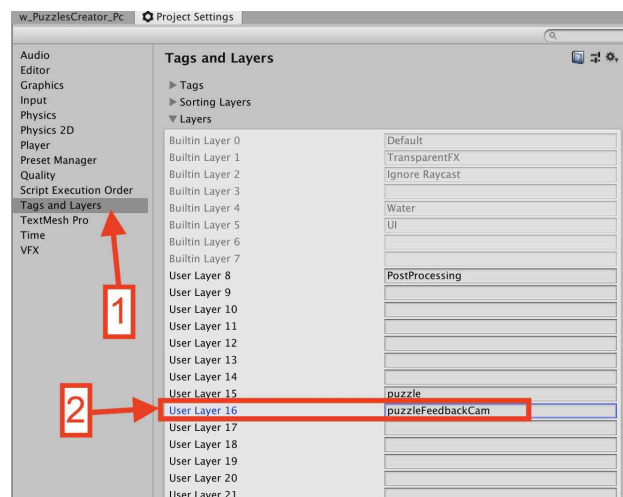 w_PuzzlesCreator_Pc Project Settings
Audio
Editor
Graphics
Input
Physics
Physics 2D
Player
Preset Manager
Quality
Script Execution Order
Tags and Layers
TextMesh Pro
Time
VFX
1
2
Tags and Layers
Tags
Sorting Layers
Layers
Builtin Layer 0 Default
Builtin Layer 1 TransparentFX
Builtin Layer 2 Ignore Raycast
Builtin Layer 3
Builtin Layer 4 Water
Builtin Layer 5 UI
Builtin Layer 6
Builtin Layer 7
User Layer 8 PostProcessing
User Layer 9
User Layer 10
User Layer 11
User Layer 12
User Layer 13
User Layer 14
User Layer 15 puzzle
User Layer 16 puzzleFeedbackCam
User Layer 17
User Layer 18
User Layer 19
User Layer 20
User Layer 21